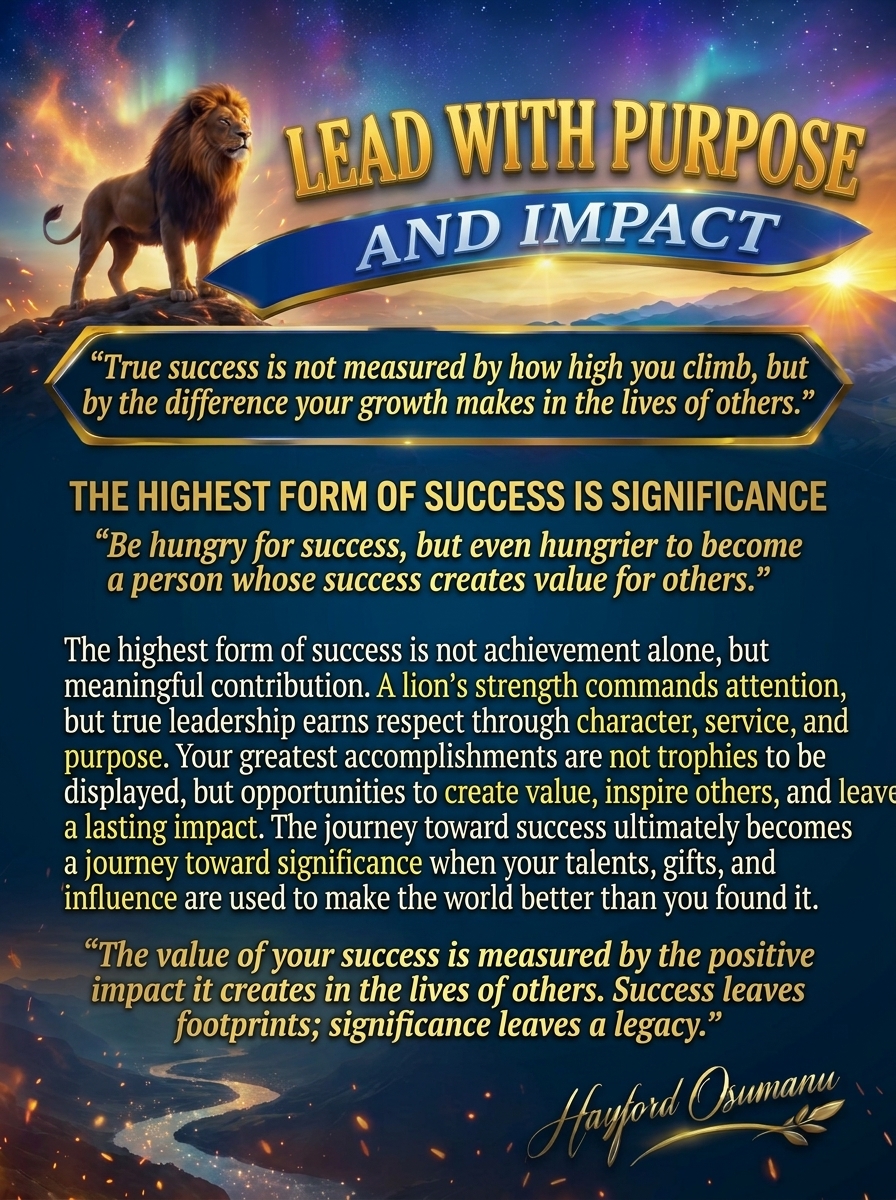 LEAD WITH PURPOSE
AND IMPACT
“True success is not measured by how high you climb, but
by the difference your growth makes in the lives of others.”
THE HIGHEST FORM OF SUCCESS IS SIGNIFICANCE
“Be hungry for success, but even hungrier to become
a person whose success creates value for others.”
The highest form of success is not achievement alone, but
meaningful contribution. A lion’s strength commands attention,
but true leadership earns respect through character, service, and
purpose. Your greatest accomplishments are not trophies to be
displayed, but opportunities to create value, inspire others, and leave
a lasting impact. The journey toward success ultimately becomes
a journey toward significance when your talents, gifts, and
influence are used to make the world better than you found it.
“The value of your success is measured by the positive
impact it creates in the lives of others. Success leaves
footprints; significance leaves a legacy.”
Hayford Osumanu